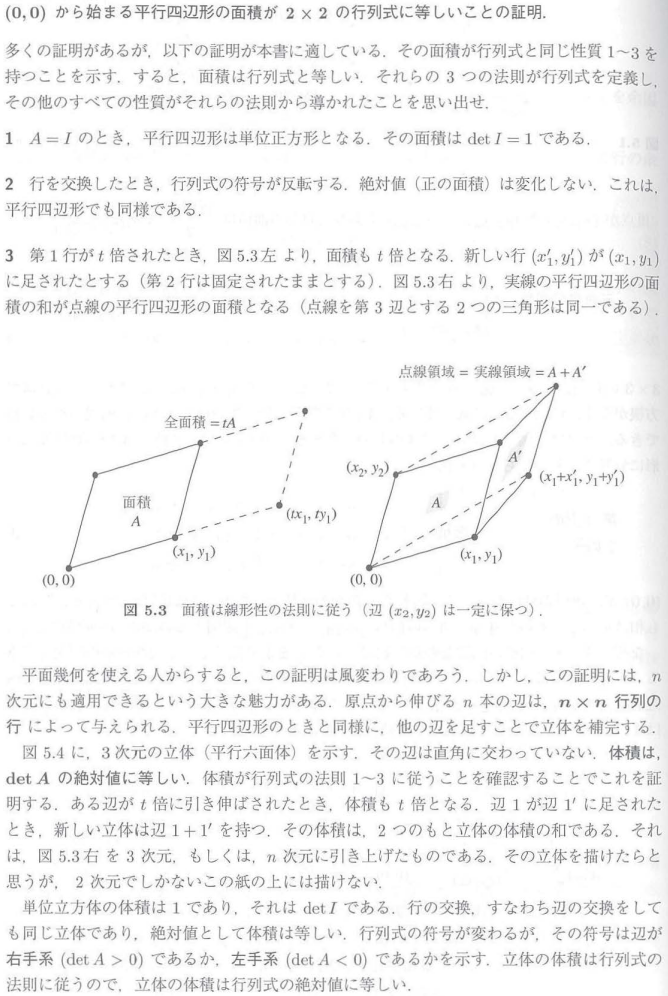 (0, 0) から始まる平行四辺形の面積が 2 × 2 の行列式に等しいことの証明.
多くの証明があるが，以下の証明が本書に適している．その面積が行列式と同じ性質 1~3 を
持つことを示す．すると，面積は行列式と等しい．それらの 3 つの法則が行列式を定義し，
その他のすべての性質がそれらの法則から導かれたことを思い出せ．
1 A = I のとき，平行四辺形は単位正方形となる．その面積は det I = 1 である．
2 行を交換したとき，行列式の符号が反転する．絶対値（正の面積）は変化しない．これは，
平行四辺形でも同様である．
3 第 1 行が t 倍されたとき，図 5.3 左 より，面積も t 倍となる．新しい行 (x′₁, y′₁) が (x₁, y₁)
に足されたとする（第 2 行は固定されたままとする）．図 5.3 右 より，実線の平行四辺形の面
積の和が点線の平行四辺形の面積となる（点線を第 3 辺とする 2 つの三角形は同一である）．
全面積 = tA
面積
A
(tx₁, ty₁)
(x₁, y₁)
(0, 0)
点線領域 = 実線領域 = A + A′
(x₂, y₂)
A′
(x₁+x′₁, y₁+y′₁)
A
(x₁, y₁)
(0, 0)
図 5.3 面積は線形性の法則に従う（辺 (x₂, y₂) は一定に保つ）．
平面幾何を使える人からすると，この証明は風変わりであろう．しかし，この証明には，n
次元にも適用できるという大きな魅力がある．原点から伸びる n 本の辺は，n × n 行列の
行 によって与えられる．平行四辺形のときと同様に，他の辺を足すことで立体を補完する．
図 5.4 に，3 次元の立体（平行六面体）を示す．その辺は直角に交わっていない．体積は，
det A の絶対値に等しい．体積が行列式の法則 1~3 に従うことを確認することでこれを証
明する．ある辺が t 倍に引き伸ばされたとき，体積も t 倍となる．辺 1 が辺 1′ に足された
とき，新しい立体は辺 1 + 1′ を持つ．その体積は，2 つのもと立体の体積の和である．それ
は，図 5.3 右 を 3 次元，もしくは，n 次元に引き上げたものである．その立体を描けたらと
思うが，2 次元でしかないこの紙の上には描けない．
単位立方体の体積は 1 であり，それは det I である．行の交換，すなわち辺の交換をして
も同じ立体であり，絶対値として体積は等しい．行列式の符号が変わるが，その符号は辺が
右手系 (det A > 0) であるか，左手系 (det A < 0) であるかを示す．立体の体積は行列式の
法則に従うので，立体の体積は行列式の絶対値に等しい．